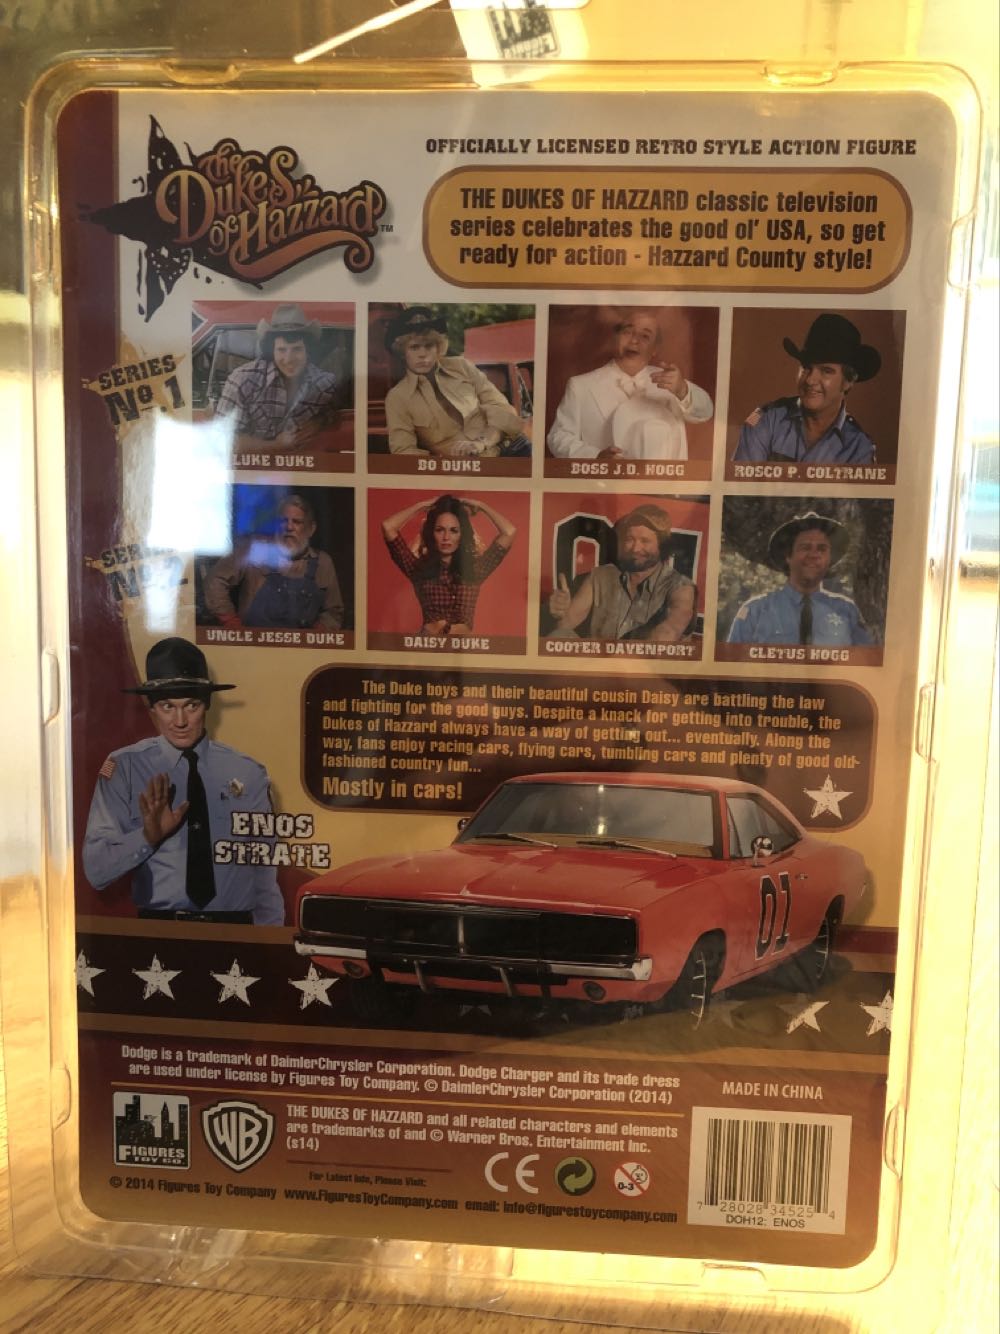 The
Dukes
of Hazzard™
OFFICIALLY LICENSED RETRO STYLE ACTION FIGURE
THE DUKES OF HAZZARD classic television
series celebrates the good ol' USA, so get
ready for action - Hazzard County style!
SERIES
No. 1
LUKE DUKE
BO DUKE
BOSS J.D. HOGG
ROSCO P. COLTRANE
UNCLE JESSE DUKE
DAISY DUKE
01
COOTER DAVENPORT
CLETUS HOGG
The Duke boys and their beautiful cousin Daisy are battling the law
and fighting for the good guys. Despite a knack for getting into trouble, the
Dukes of Hazzard always have a way of getting out... eventually. Along the
way, fans enjoy racing cars, flying cars, tumbling cars and plenty of good old-
fashioned country fun...
Mostly in cars!
ENOS
STRATE
01
Dodge is a trademark of DaimlerChrysler Corporation. Dodge Charger and its trade dress
are used under license by Figures Toy Company. © DaimlerChrysler Corporation (2014)
MADE IN CHINA
FIGURES
TOY CO.
WB
THE DUKES OF HAZZARD and all related characters and elements
are trademarks of and © Warner Bros. Entertainment Inc.
(s14)
For Latest Info, Please Visit:
CE
0-3
© 2014 Figures Toy Company www.FiguresToyCompany.com email: info@figurestoycompany.com
7 28028 34525 4
DOH12: ENOS